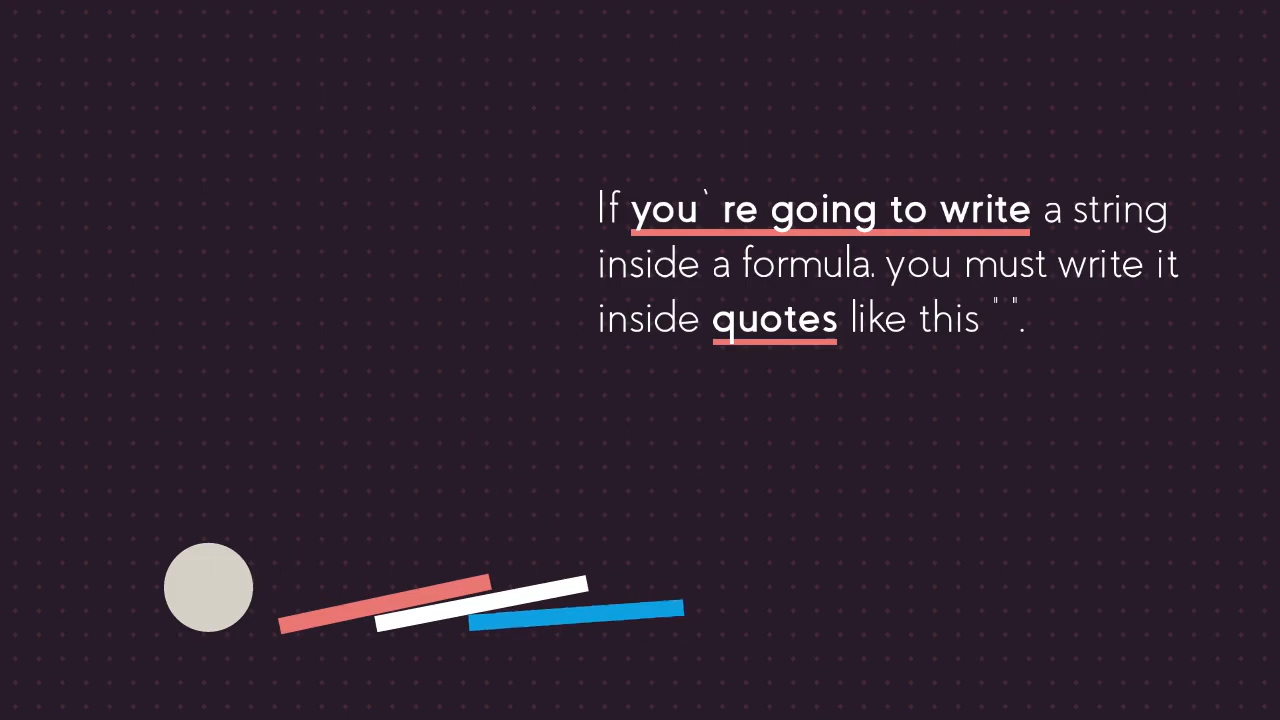 If you` re going to write a string
inside a formula. you must write it
inside quotes like this " ".